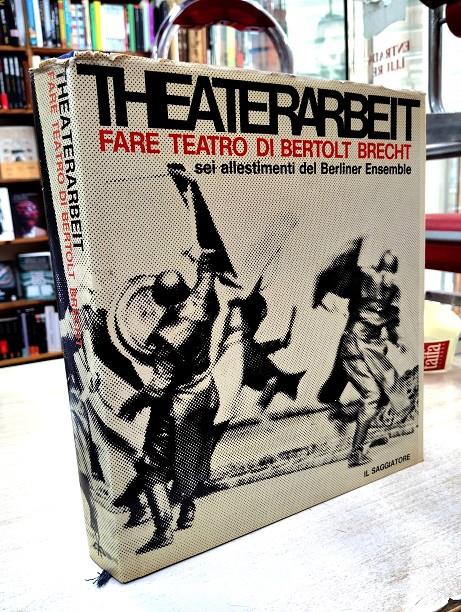 THEATERARBEIT
FARE TEATRO DI BERTOLT BRECHT
sei allestimenti del Berliner Ensemble
IL SAGGIATORE
THEATERARBEIT
FARE TEATRO DI BERTOLT BRECHT